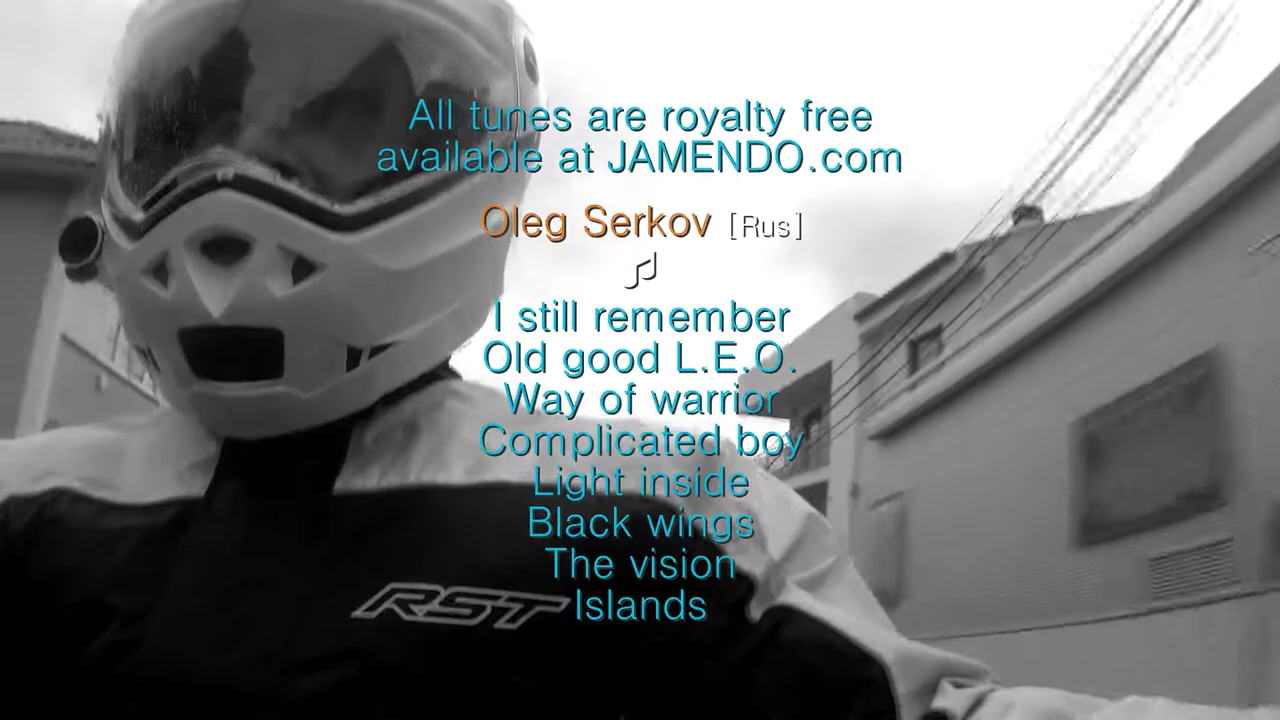 All tunes are royalty free
available at JAMENDO.com
Oleg Serkov [Rus]
I still remember
Old good L.E.O.
Way of warrior
Complicated boy
Light inside
Black wings
The vision
Islands
RST